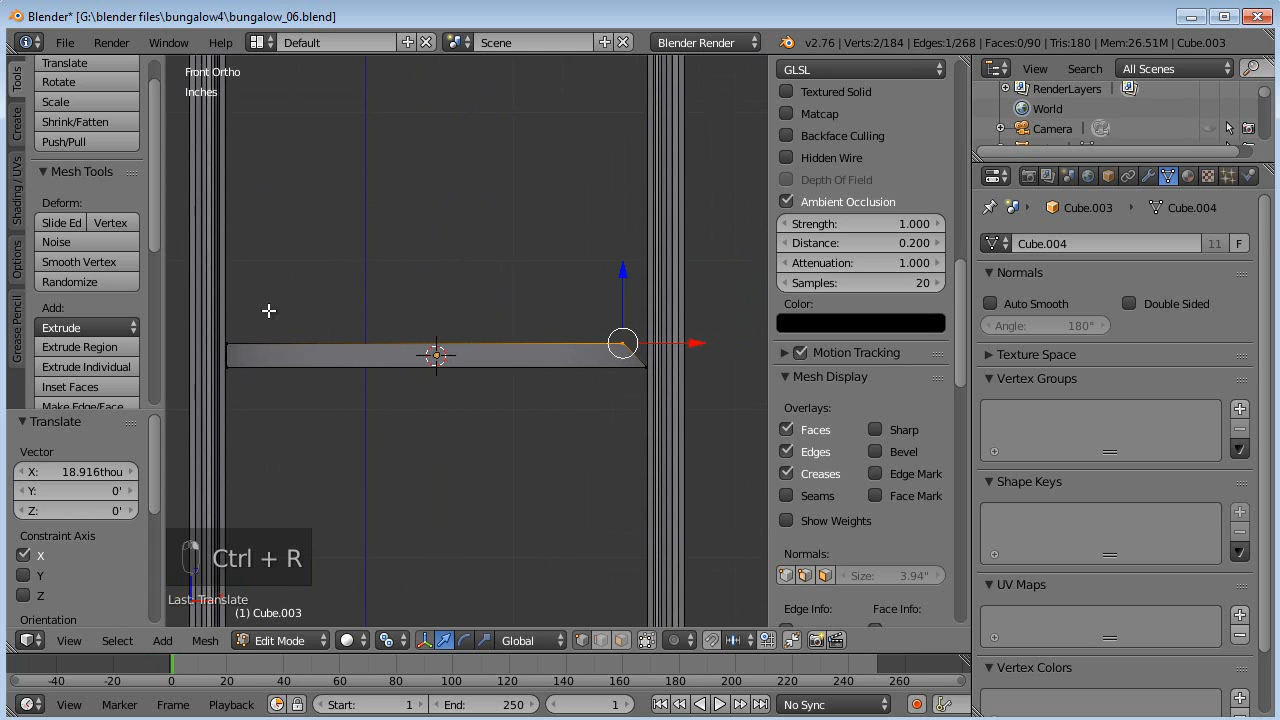 Blender* [G:\blender files\bungalow4\bungalow_06.blend]
File Render Window Help Default Scene Blender Render v2.76 | Verts:2/184 | Edges:1/268 | Faces:0/90 | Tris:180 | Mem:26.51M | Cube.003
Tools
Create
Shading / UVs
Options
Grease Pencil
Translate
Rotate
Scale
Shrink/Fatten
Push/Pull
Mesh Tools
Deform:
Slide Ed Vertex
Noise
Smooth Vertex
Randomize
Add:
Extrude
Extrude Region
Extrude Individual
Inset Faces
Make Edge/Face
Translate
Vector
X: 18.916thou
Y: 0'
Z: 0'
Constraint Axis
X
Y
Z
Orientation
Front Ortho
Inches
Ctrl + R
Last: Translate
(1) Cube.003
View Select Add Mesh Edit Mode Global
GLSL
Textured Solid
Matcap
Backface Culling
Hidden Wire
Depth Of Field
Ambient Occlusion
Strength: 1.000
Distance: 0.200
Attenuation: 1.000
Samples: 20
Color:
Motion Tracking
Mesh Display
Overlays:
Faces Sharp
Edges Bevel
Creases Edge Mark
Seams Face Mark
Show Weights
Normals:
Size: 3.94"
Edge Info: Face Info:
View Search All Scenes
RenderLayers
World
Camera
Cube.003 Cube.004
Cube.004 11 F
Normals
Auto Smooth Double Sided
Angle: 180°
Texture Space
Vertex Groups
Shape Keys
UV Maps
Vertex Colors
-40 -20 0 20 40 60 80 100 120 140 160 180 200 220 240 260
View Marker Frame Playback Start: 1 End: 250 1 No Sync